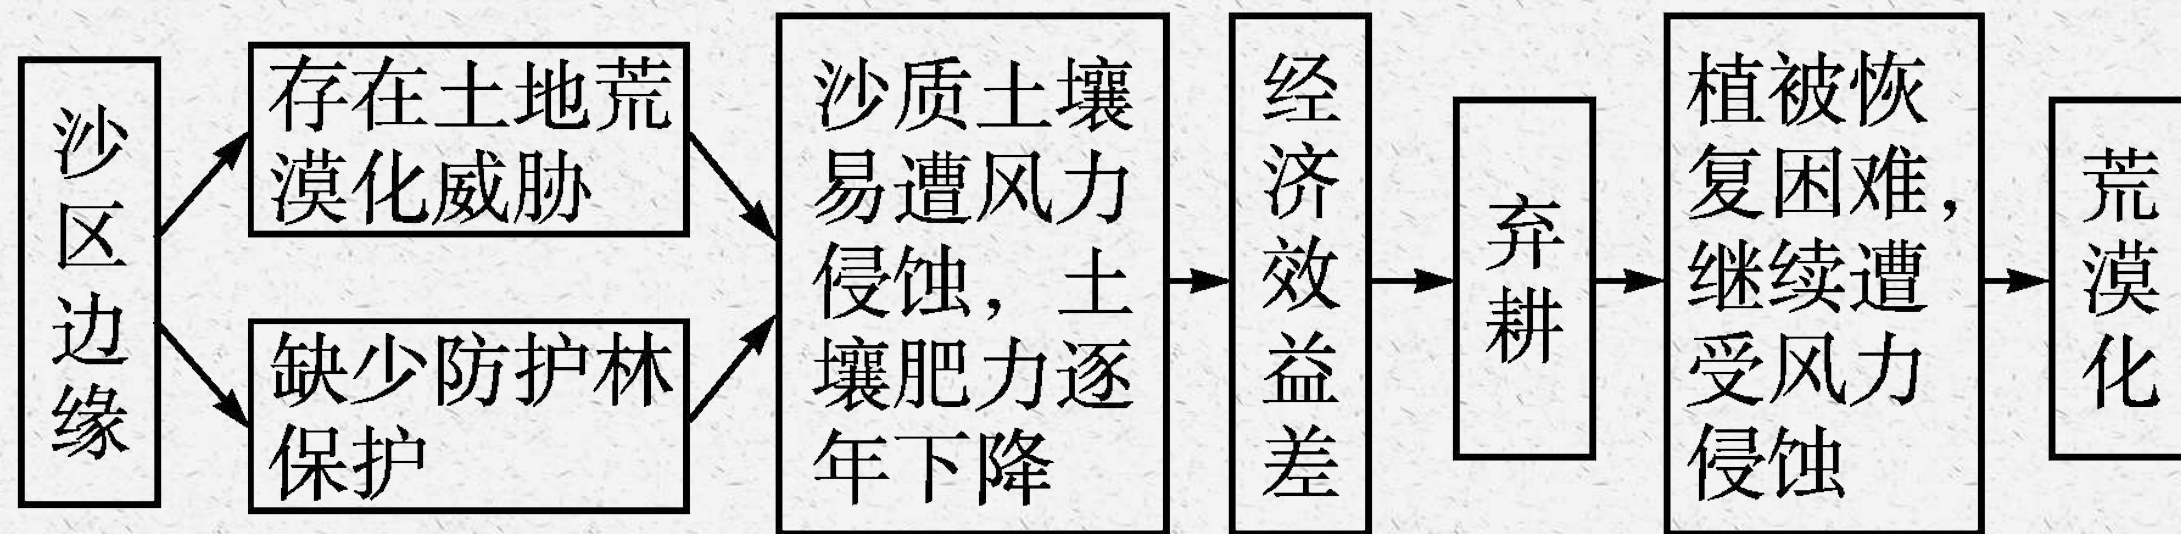 沙区边缘
存在土地荒
漠化威胁
缺少防护林
保护
沙质土壤
易遭风力
侵蚀，土
壤肥力逐
年下降
经济效益差
弃耕
植被恢
复困难，
继续遭
受风力
侵蚀
荒漠化